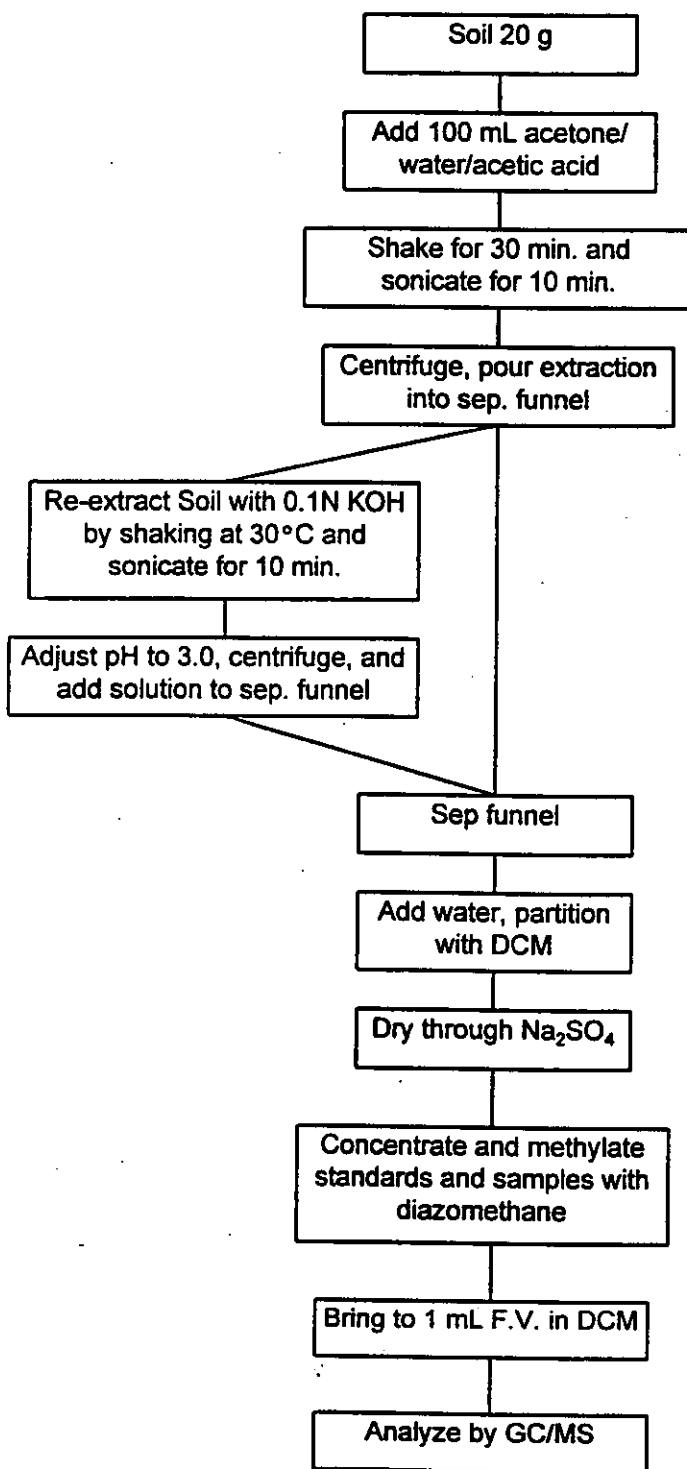 Soil 20 g
Add 100 mL acetone/
water/acetic acid
Shake for 30 min. and
sonicate for 10 min.
Centrifuge, pour extraction
into sep. funnel
Re-extract Soil with 0.1N KOH
by shaking at 30°C and
sonicate for 10 min.
Adjust pH to 3.0, centrifuge, and
add solution to sep. funnel
Sep funnel
Add water, partition
with DCM
Dry through Na₂SO₄
Concentrate and methylate
standards and samples with
diazomethane
Bring to 1 mL F.V. in DCM
Analyze by GC/MS